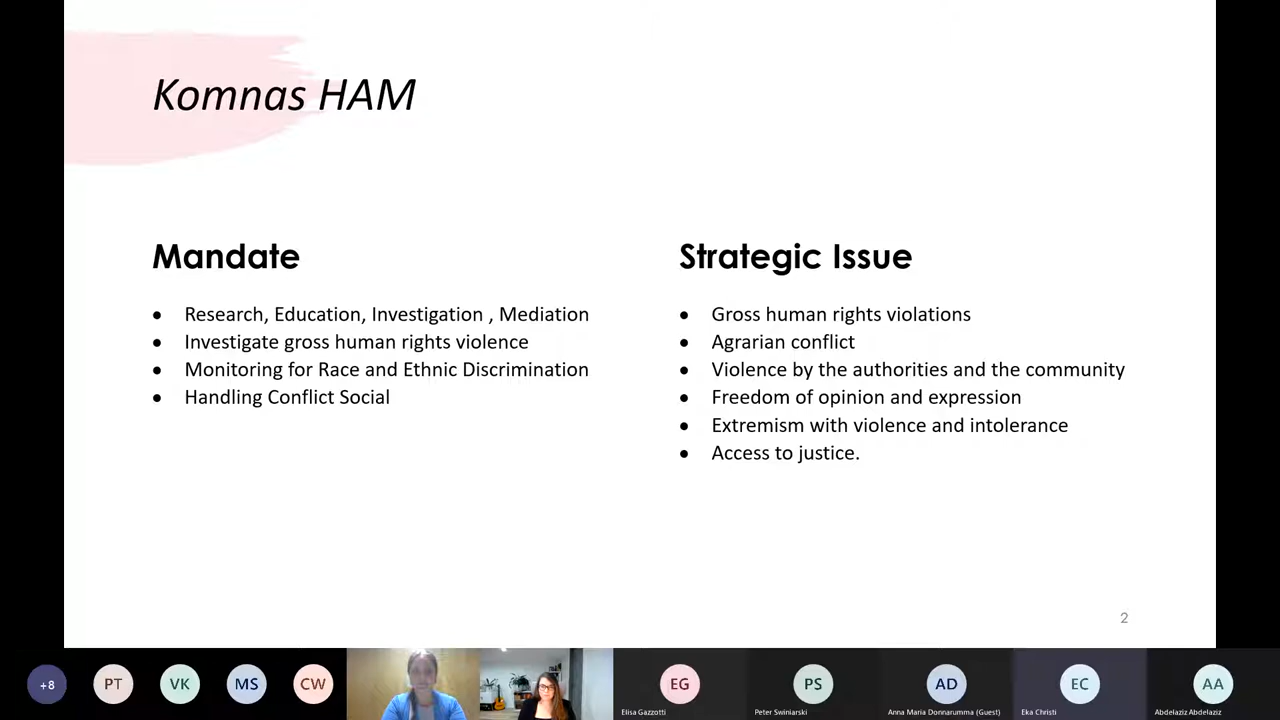 Komnas HAM
Mandate
• Research, Education, Investigation , Mediation
• Investigate gross human rights violence
• Monitoring for Race and Ethnic Discrimination
• Handling Conflict Social
Strategic Issue
• Gross human rights violations
• Agrarian conflict
• Violence by the authorities and the community
• Freedom of opinion and expression
• Extremism with violence and intolerance
• Access to justice.
2
+8
PT
VK
MS
CW
EG
Elisa Gazzotti
PS
Peter Swiniarski
AD
Anna Maria Donnarumma (Guest)
EC
Eka Christi
AA
Abdelaziz Abdelaziz